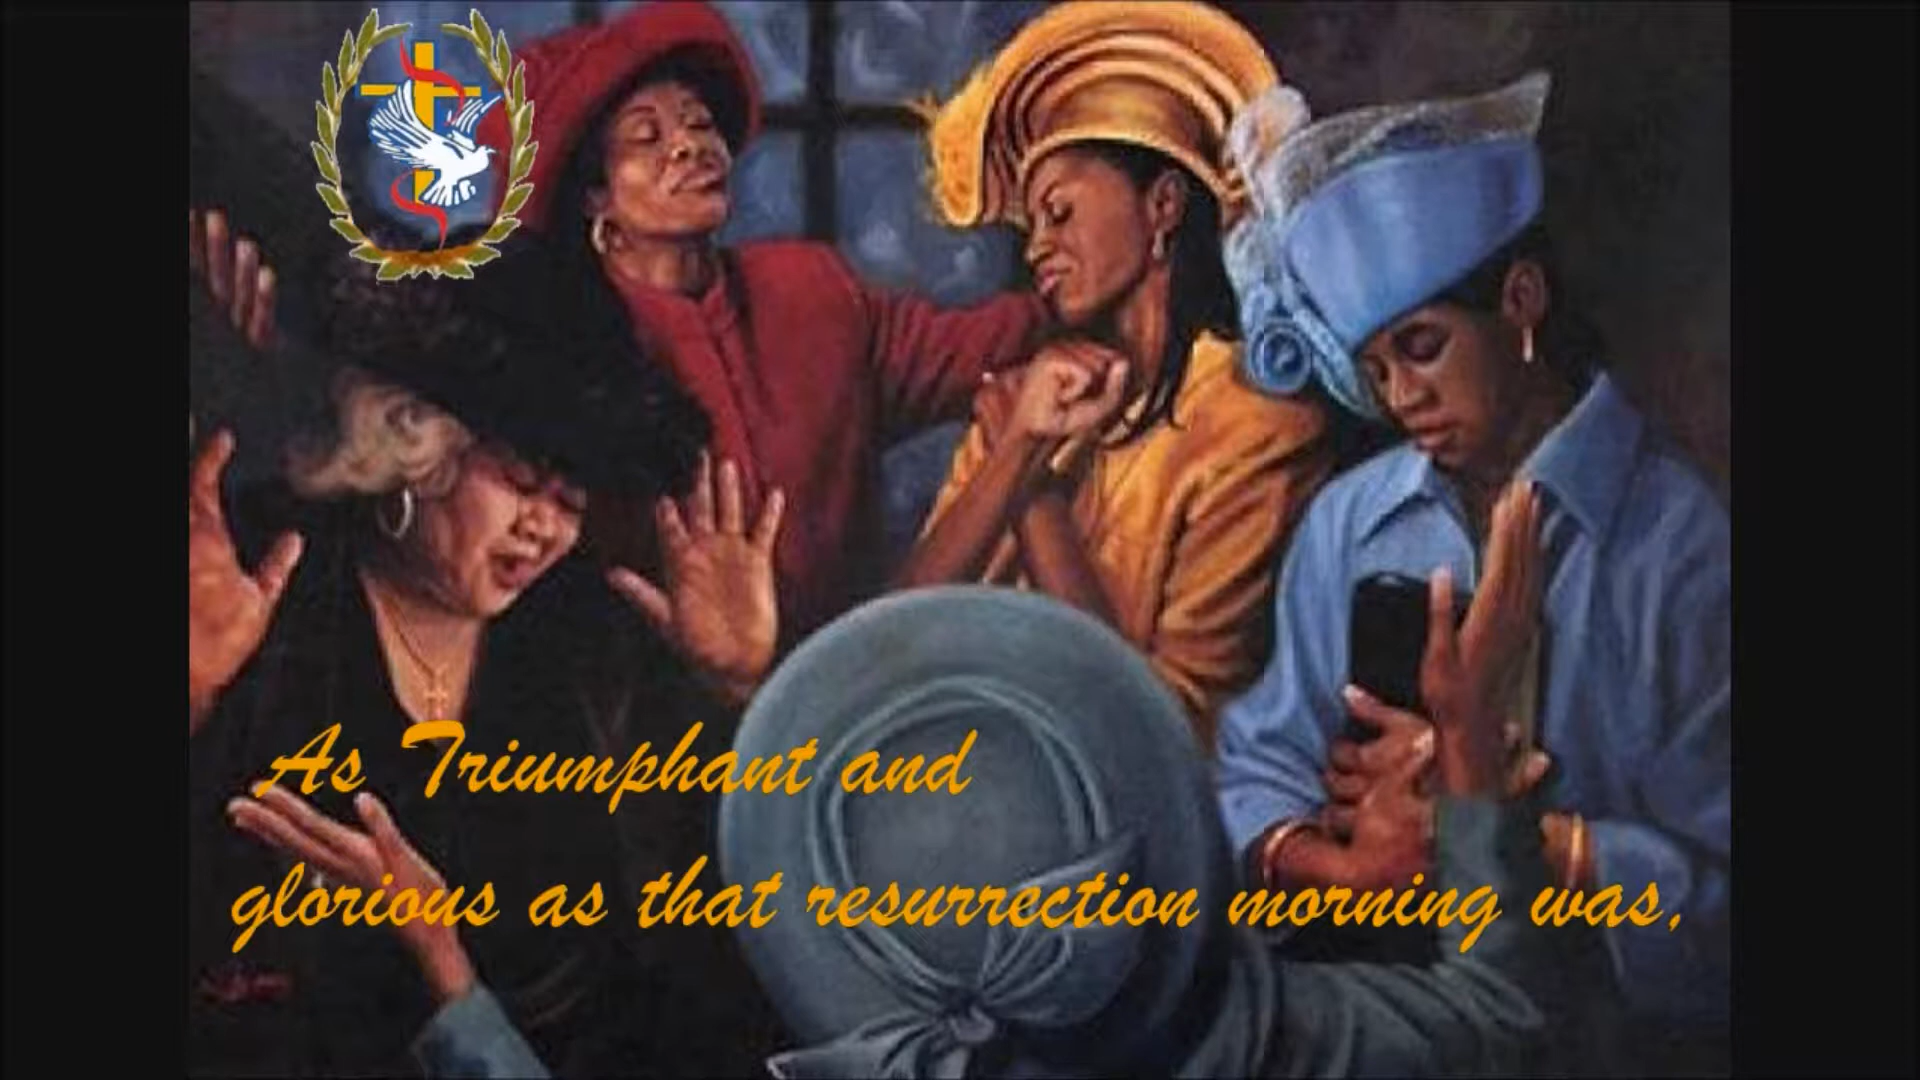 As Triumphant and
glorious as that resurrection morning was,